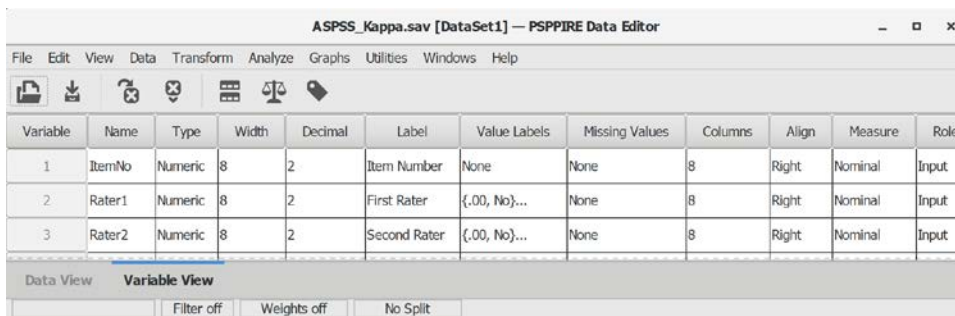 ASPSS_Kappa.sav [DataSet1] — PSPPIRE Data Editor
File Edit View Data Transform Analyze Graphs Utilities Windows Help
Variable Name Type Width Decimal Label Value Labels Missing Values Columns Align Measure Role
1 ItemNo Numeric 8 2 Item Number None None 8 Right Nominal Input
2 Rater1 Numeric 8 2 First Rater {.00, No}... None 8 Right Nominal Input
3 Rater2 Numeric 8 2 Second Rater {.00, No}... None 8 Right Nominal Input
Data View Variable View
Filter off Weights off No Split